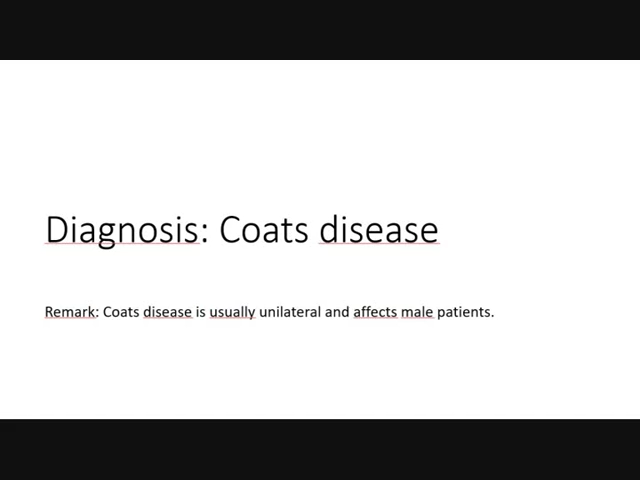 Diagnosis: Coats disease
Remark: Coats disease is usually unilateral and affects male patients.